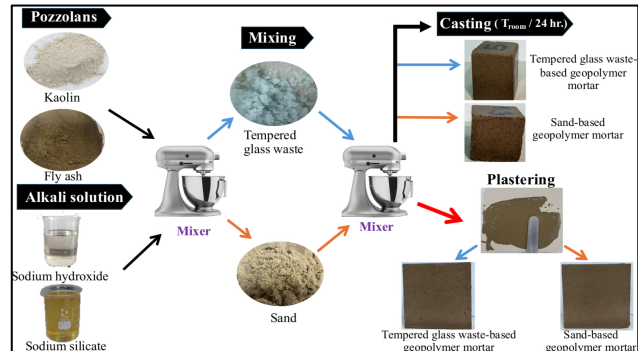 Pozzolans
Kaolin
Fly ash
Alkali solution
Sodium hydroxide
Sodium silicate
Mixer
Mixing
Tempered
glass waste
Sand
Mixer
Casting ( Troom / 24 hr.)
Tempered glass waste-
based geopolymer
mortar
Sand-based
geopolymer mortar
Plastering
Tempered glass waste-based
geopolymer mortar
Sand-based
geopolymer mortar